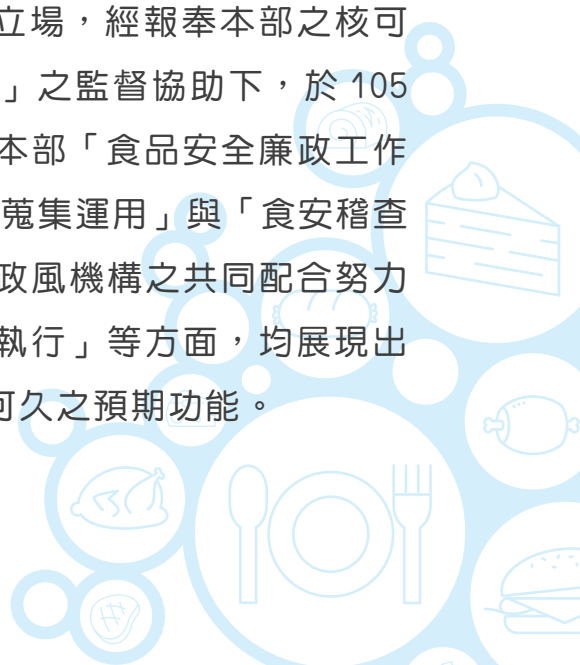 立場，經報奉本部之核可
」之監督協助下，於 105
本部「食品安全廉政工作
蒐集運用」與「食安稽查
政風機構之共同配合努力
執行」等方面，均展現出
可久之預期功能。